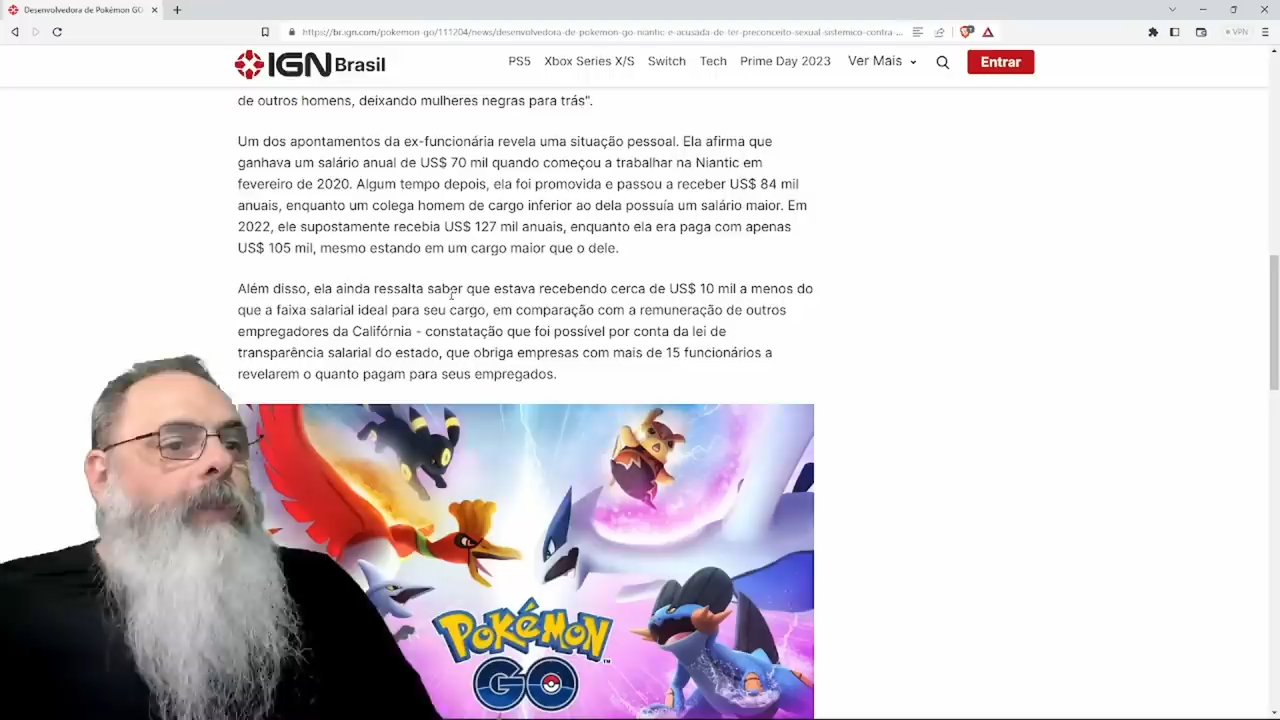 Desenvolvedora de Pokémon GO
https://br.ign.com/pokemon-go/111204/news/desenvolvedora-de-pokemon-go-niantic-e-acusada-de-ter-preconceito-sexual-sistemico-contra-...
VPN
IGN Brasil
PS5 Xbox Series X/S Switch Tech Prime Day 2023 Ver Mais Entrar
de outros homens, deixando mulheres negras para trás".
Um dos apontamentos da ex-funcionária revela uma situação pessoal. Ela afirma que
ganhava um salário anual de US$ 70 mil quando começou a trabalhar na Niantic em
fevereiro de 2020. Algum tempo depois, ela foi promovida e passou a receber US$ 84 mil
anuais, enquanto um colega homem de cargo inferior ao dela possuía um salário maior. Em
2022, ele supostamente recebia US$ 127 mil anuais, enquanto ela era paga com apenas
US$ 105 mil, mesmo estando em um cargo maior que o dele.
Além disso, ela ainda ressalta saber que estava recebendo cerca de US$ 10 mil a menos do
que a faixa salarial ideal para seu cargo, em comparação com a remuneração de outros
empregadores da Califórnia - constatação que foi possível por conta da lei de
transparência salarial do estado, que obriga empresas com mais de 15 funcionários a
revelarem o quanto pagam para seus empregados.
POKÉMON
GO